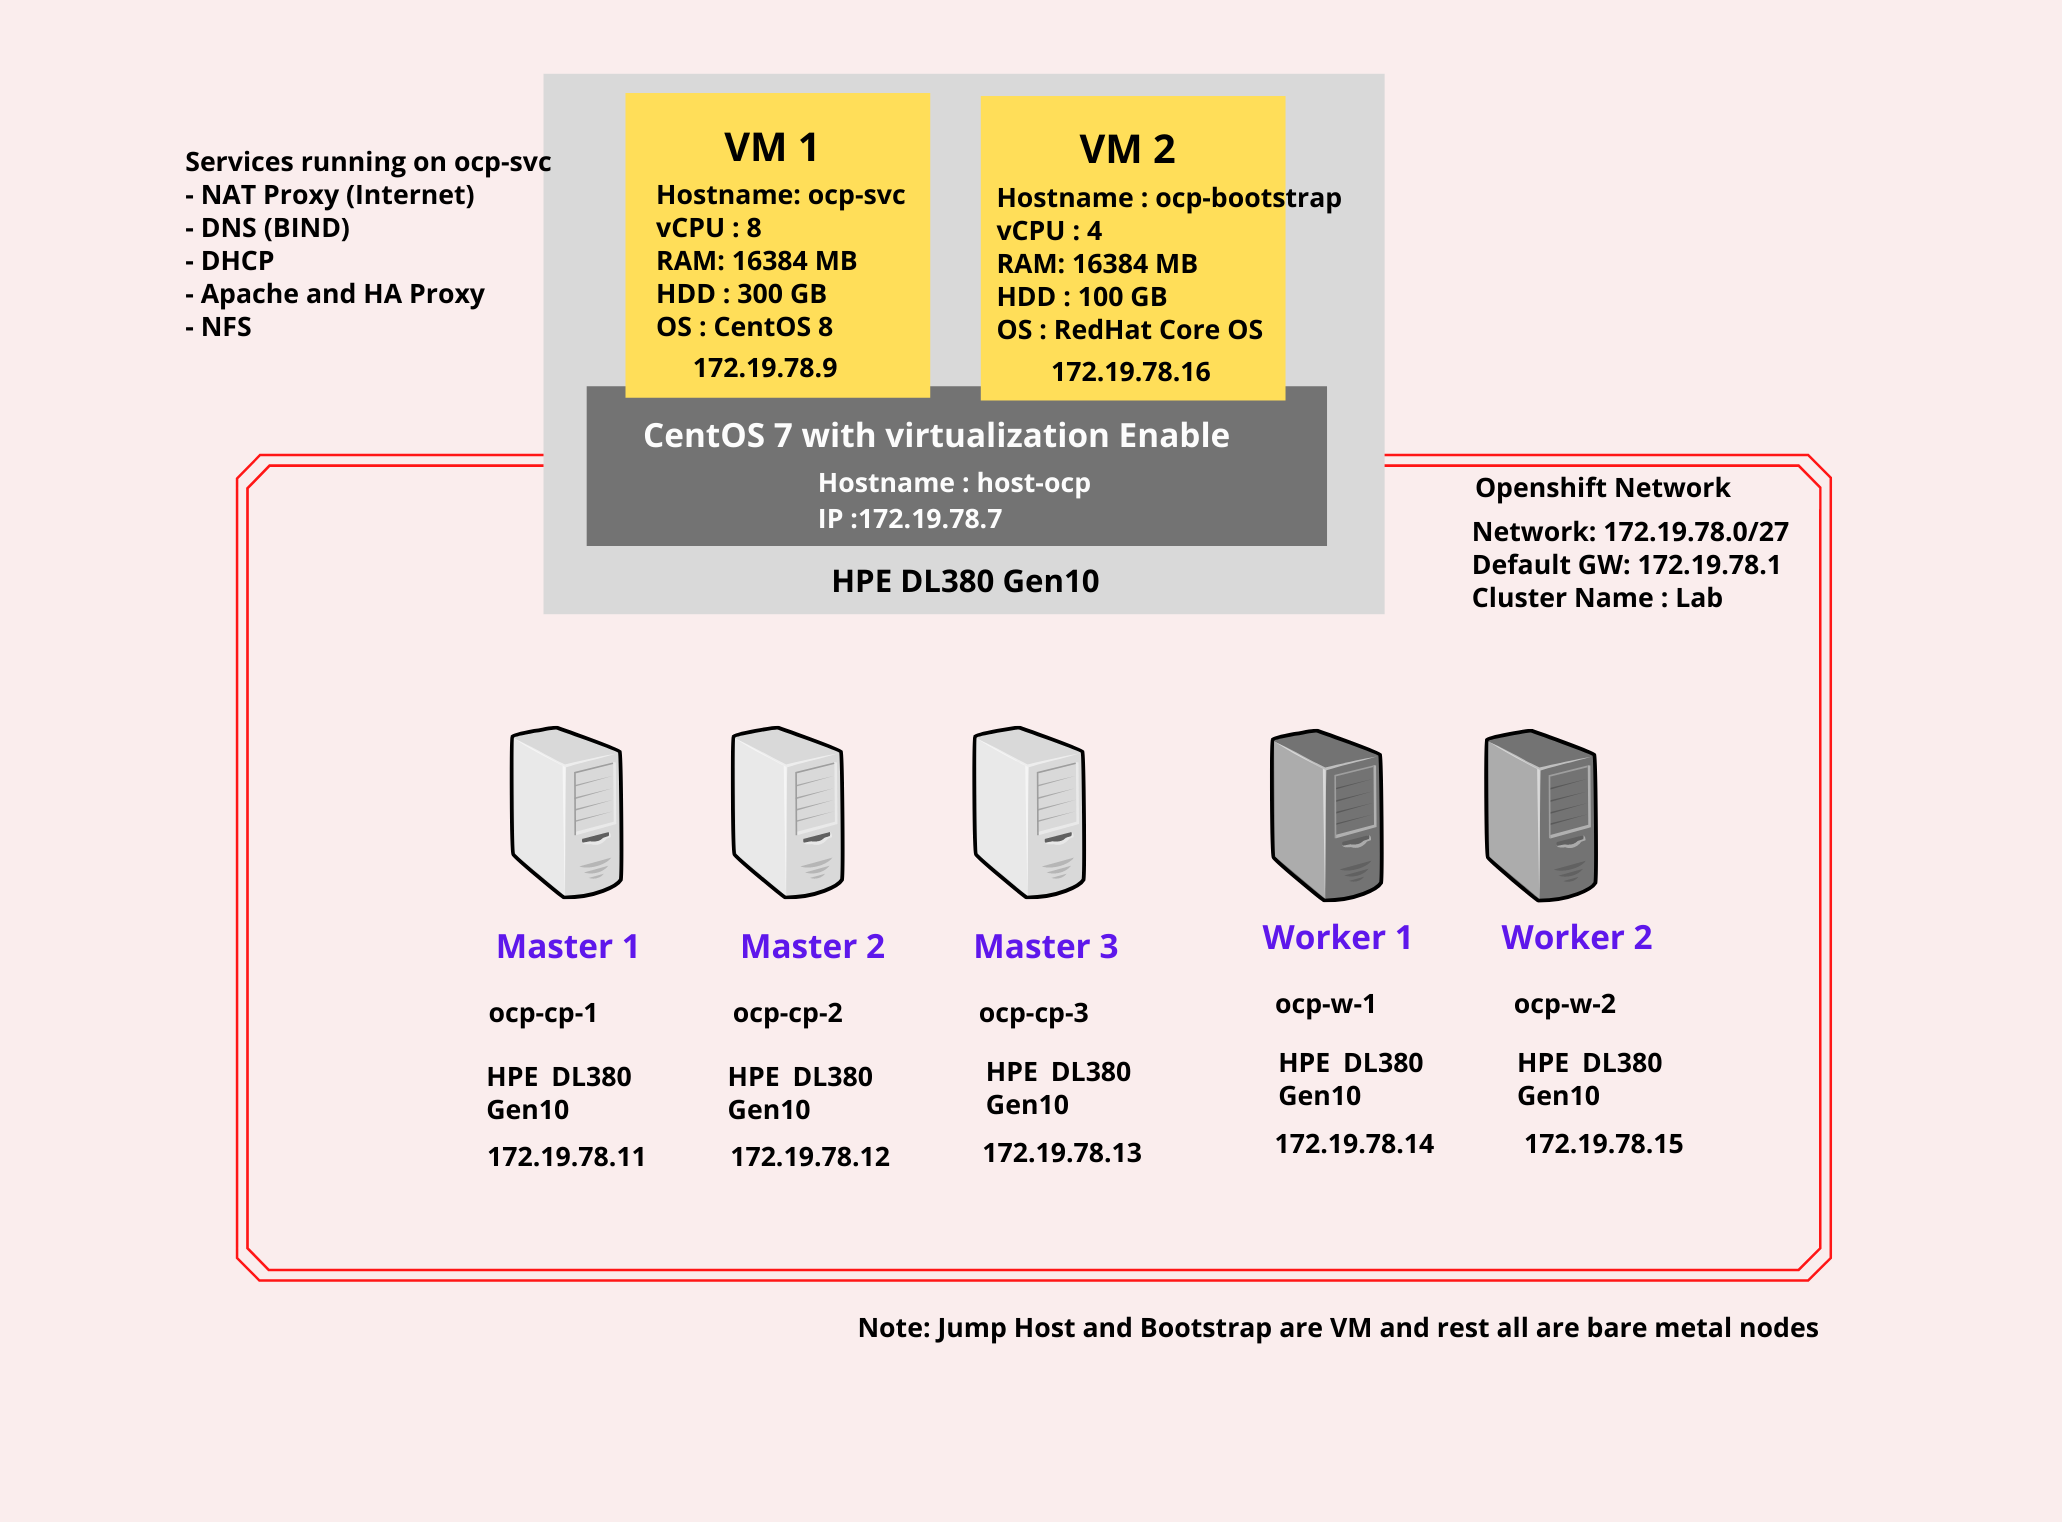 Services running on ocp-svc
- NAT Proxy (Internet)
- DNS (BIND)
- DHCP
- Apache and HA Proxy
- NFS
VM 1
Hostname: ocp-svc
vCPU : 8
RAM: 16384 MB
HDD : 300 GB
OS : CentOS 8
172.19.78.9
VM 2
Hostname : ocp-bootstrap
vCPU : 4
RAM: 16384 MB
HDD : 100 GB
OS : RedHat Core OS
172.19.78.16
CentOS 7 with virtualization Enable
Hostname : host-ocp
IP :172.19.78.7
HPE DL380 Gen10
Openshift Network
Network: 172.19.78.0/27
Default GW: 172.19.78.1
Cluster Name : Lab
Master 1
ocp-cp-1
HPE  DL380
Gen10
172.19.78.11
Master 2
ocp-cp-2
HPE  DL380
Gen10
172.19.78.12
Master 3
ocp-cp-3
HPE  DL380
Gen10
172.19.78.13
Worker 1
ocp-w-1
HPE  DL380
Gen10
172.19.78.14
Worker 2
ocp-w-2
HPE  DL380
Gen10
172.19.78.15
Note: Jump Host and Bootstrap are VM and rest all are bare metal nodes